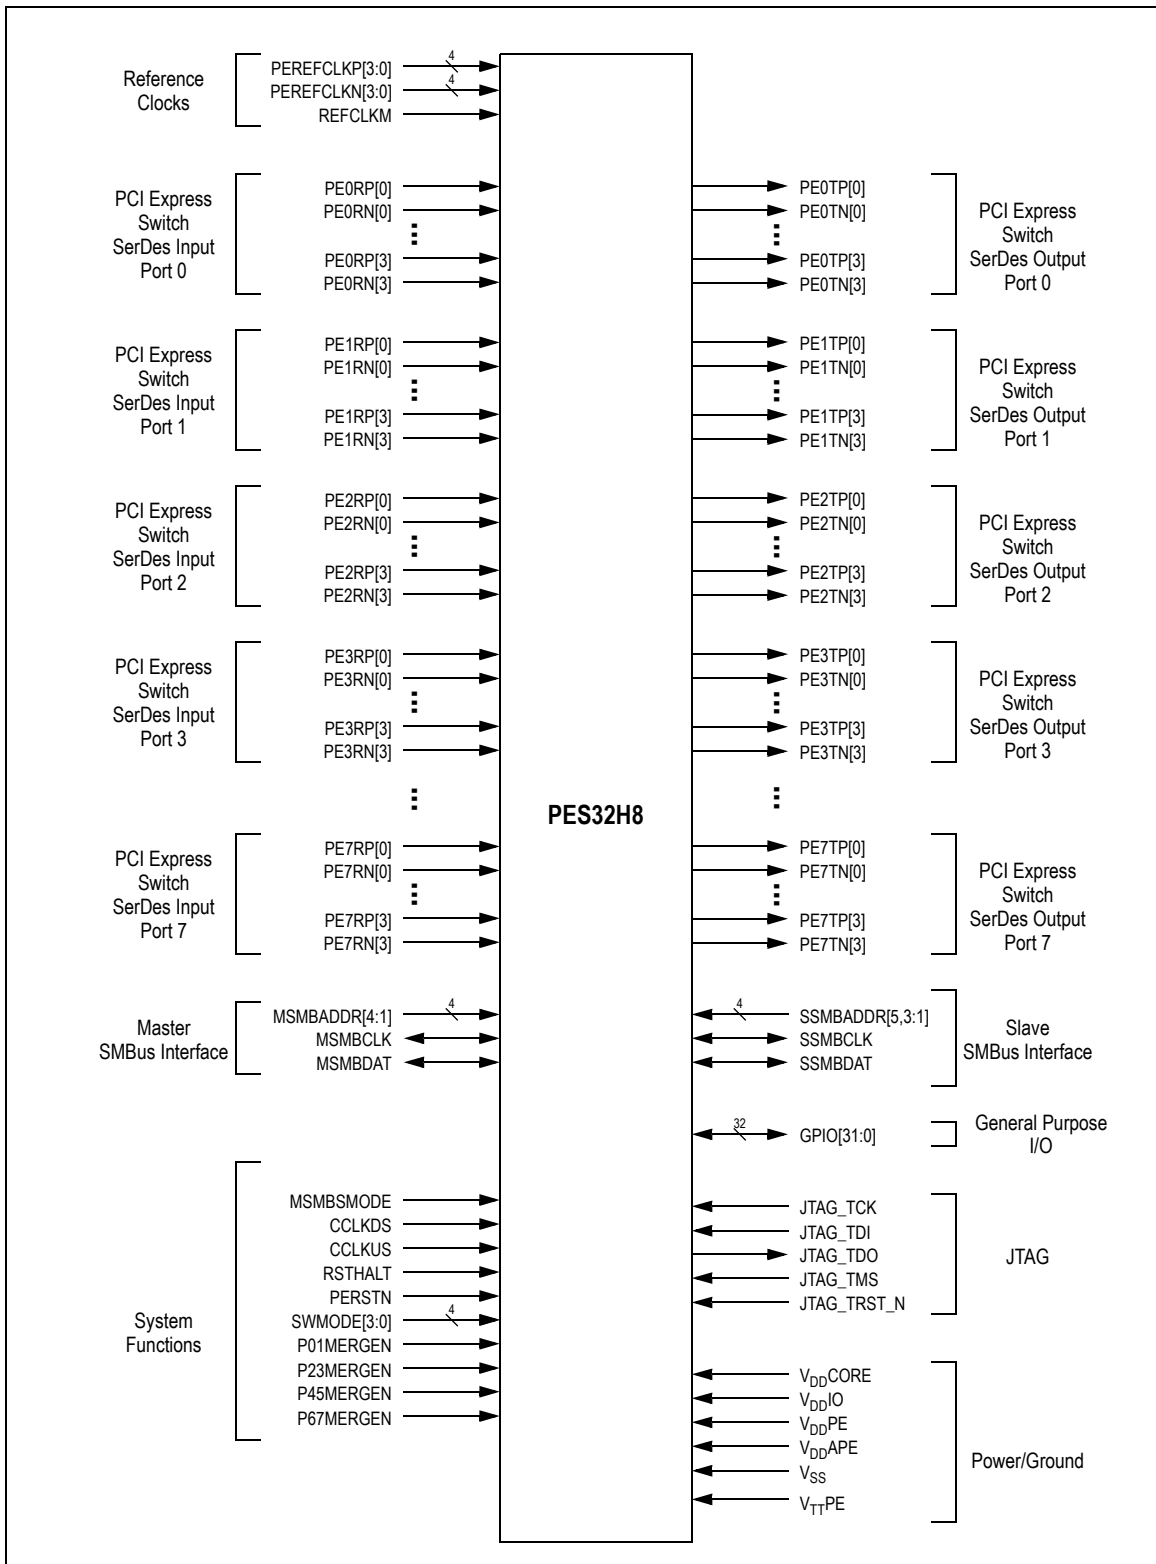 Reference
Clocks
PEREFCLKP[3:0]
4
PEREFCLKN[3:0]
4
REFCLKM
PCI Express
Switch
SerDes Input
Port 0
PE0RP[0]
PE0RN[0]
PE0RP[3]
PE0RN[3]
PE0TP[0]
PE0TN[0]
PE0TP[3]
PE0TN[3]
PCI Express
Switch
SerDes Output
Port 0
PCI Express
Switch
SerDes Input
Port 1
PE1RP[0]
PE1RN[0]
PE1RP[3]
PE1RN[3]
PE1TP[0]
PE1TN[0]
PE1TP[3]
PE1TN[3]
PCI Express
Switch
SerDes Output
Port 1
PCI Express
Switch
SerDes Input
Port 2
PE2RP[0]
PE2RN[0]
PE2RP[3]
PE2RN[3]
PE2TP[0]
PE2TN[0]
PE2TP[3]
PE2TN[3]
PCI Express
Switch
SerDes Output
Port 2
PCI Express
Switch
SerDes Input
Port 3
PE3RP[0]
PE3RN[0]
PE3RP[3]
PE3RN[3]
PE3TP[0]
PE3TN[0]
PE3TP[3]
PE3TN[3]
PCI Express
Switch
SerDes Output
Port 3
PES32H8
PCI Express
Switch
SerDes Input
Port 7
PE7RP[0]
PE7RN[0]
PE7RP[3]
PE7RN[3]
PE7TP[0]
PE7TN[0]
PE7TP[3]
PE7TN[3]
PCI Express
Switch
SerDes Output
Port 7
Master
SMBus Interface
MSMBADDR[4:1]
4
MSMBCLK
MSMBDAT
4
SSMBADDR[5,3:1]
SSMBCLK
SSMBDAT
Slave
SMBus Interface
32
GPIO[31:0]
General Purpose
I/O
System
Functions
MSMBSMODE
CCLKDS
CCLKUS
RSTHALT
PERSTN
SWMODE[3:0]
4
P01MERGEN
P23MERGEN
P45MERGEN
P67MERGEN
JTAG_TCK
JTAG_TDI
JTAG_TDO
JTAG_TMS
JTAG_TRST_N
JTAG
VDDCORE
VDDIO
VDDPE
VDDAPE
VSS
VTTPE
Power/Ground